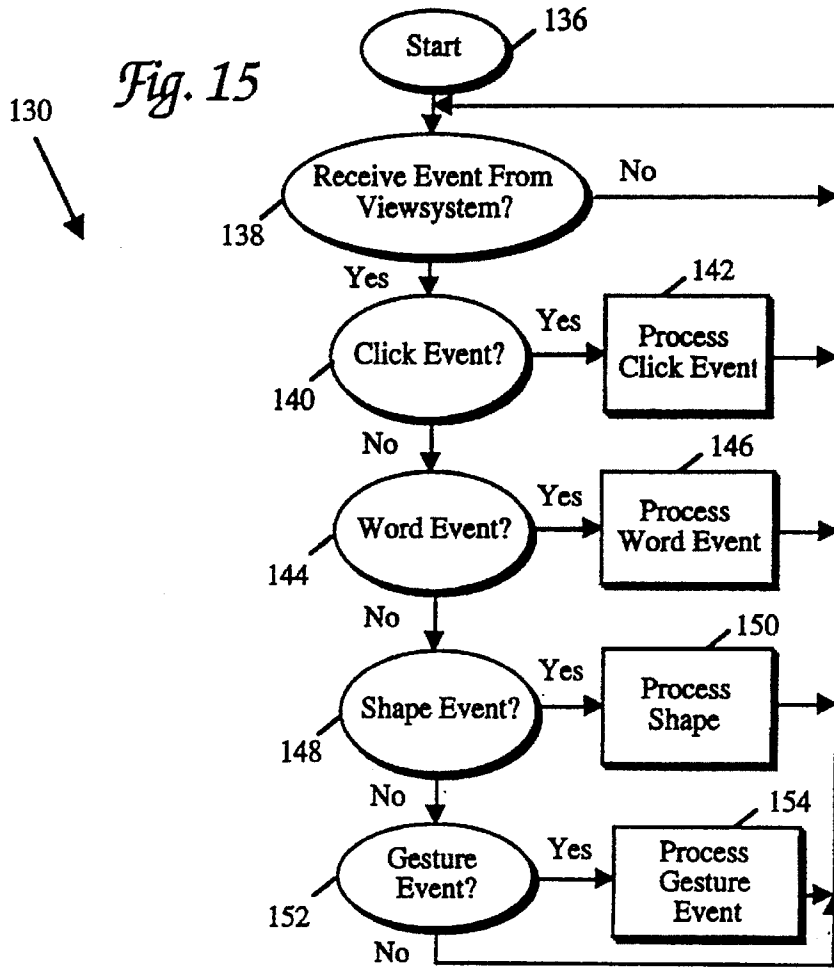 Fig. 15
130
Start
136
Receive Event From
Viewsystem?
138
No
Yes
Click Event?
140
Yes
142
Process
Click Event
No
Word Event?
144
Yes
146
Process
Word Event
No
Shape Event?
148
Yes
150
Process
Shape
No
Gesture
Event?
152
Yes
154
Process
Gesture
Event
No